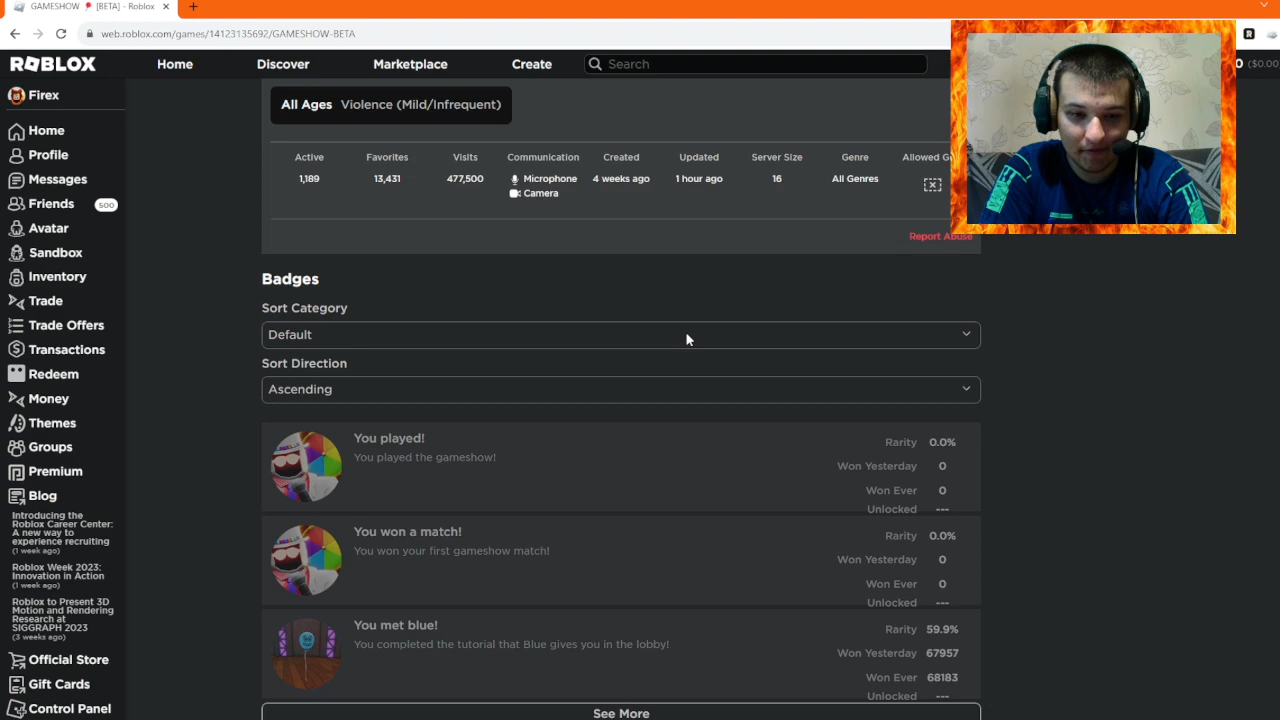 GAMESHOW [BETA] - Roblox
web.roblox.com/games/14123135692/GAMESHOW-BETA
ROBLOX
Home
Discover
Marketplace
Create
Search
0 ($0.00
Firex
Home
Profile
Messages
Friends 500
Avatar
Sandbox
Inventory
Trade
Trade Offers
Transactions
Redeem
Money
Themes
Groups
Premium
Blog
Introducing the
Roblox Career Center:
A new way to
experience recruiting
(1 week ago)
Roblox Week 2023:
Innovation in Action
(1 week ago)
Roblox to Present 3D
Motion and Rendering
Research at
SIGGRAPH 2023
(3 weeks ago)
Official Store
Gift Cards
Control Panel
All Ages Violence (Mild/Infrequent)
Active Favorites Visits Communication Created Updated Server Size Genre Allowed G
1,189 13,431 477,500 Microphone 4 weeks ago 1 hour ago 16 All Genres
Camera
Report Abuse
Badges
Sort Category
Default
Sort Direction
Ascending
You played!
You played the gameshow!
Rarity 0.0%
Won Yesterday 0
Won Ever 0
Unlocked ---
You won a match!
You won your first gameshow match!
Rarity 0.0%
Won Yesterday 0
Won Ever 0
Unlocked ---
You met blue!
You completed the tutorial that Blue gives you in the lobby!
Rarity 59.9%
Won Yesterday 67957
Won Ever 68183
Unlocked ---
See More